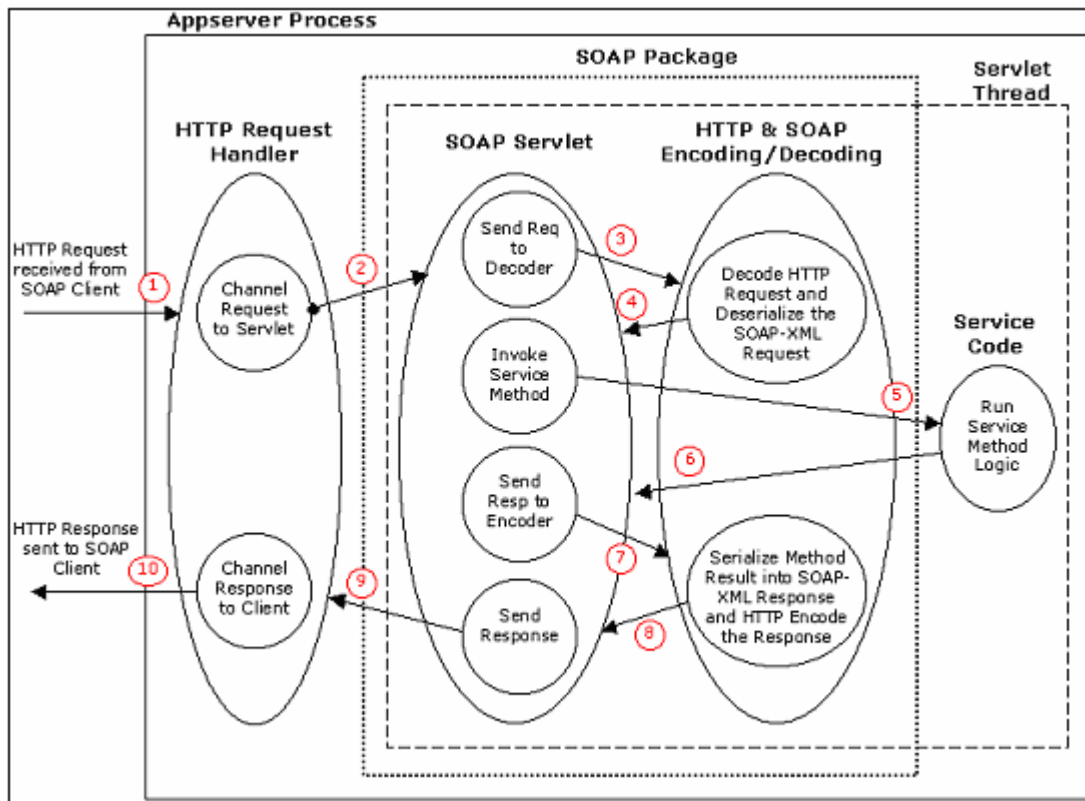 Appserver Process
SOAP Package
Servlet
Thread
HTTP Request
Handler
SOAP Servlet
HTTP & SOAP
Encoding/Decoding
HTTP Request
received from
SOAP Client
1
Channel
Request
to Servlet
2
Send Req
to
Decoder
3
4
Decode HTTP
Request and
Deserialize the
SOAP-XML
Request
Invoke
Service
Method
5
Service
Code
Run
Service
Method
Logic
6
Send
Resp to
Encoder
7
Serialize Method
Result into SOAP-
XML Response
and HTTP Encode
the Response
8
Send
Response
9
Channel
Response
to Client
HTTP Response
sent to SOAP
Client
10